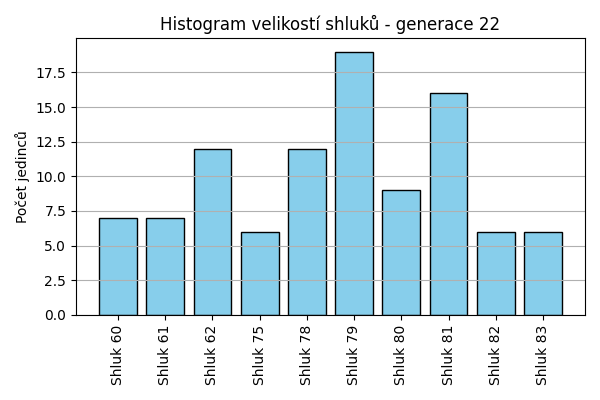 Histogram velikostí shluků - generace 22
Počet jedinců
17.5
15.0
12.5
10.0
7.5
5.0
2.5
0.0
Shluk 60
Shluk 61
Shluk 62
Shluk 75
Shluk 78
Shluk 79
Shluk 80
Shluk 81
Shluk 82
Shluk 83